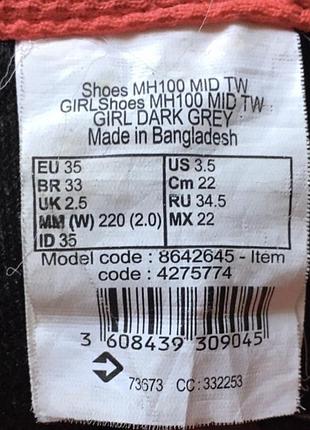 Shoes MH100 MID TW
GIRLShoes MH100 MID TW
GIRL DARK GREY
Made in Bangladesh
EU 35 US 3.5
BR 33 Cm 22
UK 2.5 RU 34.5
MM (W) 220 (2.0) MX 22
ID 35
Model code : 8642645 - Item
code : 4275774
3 608439 309045
73673 CC : 332253